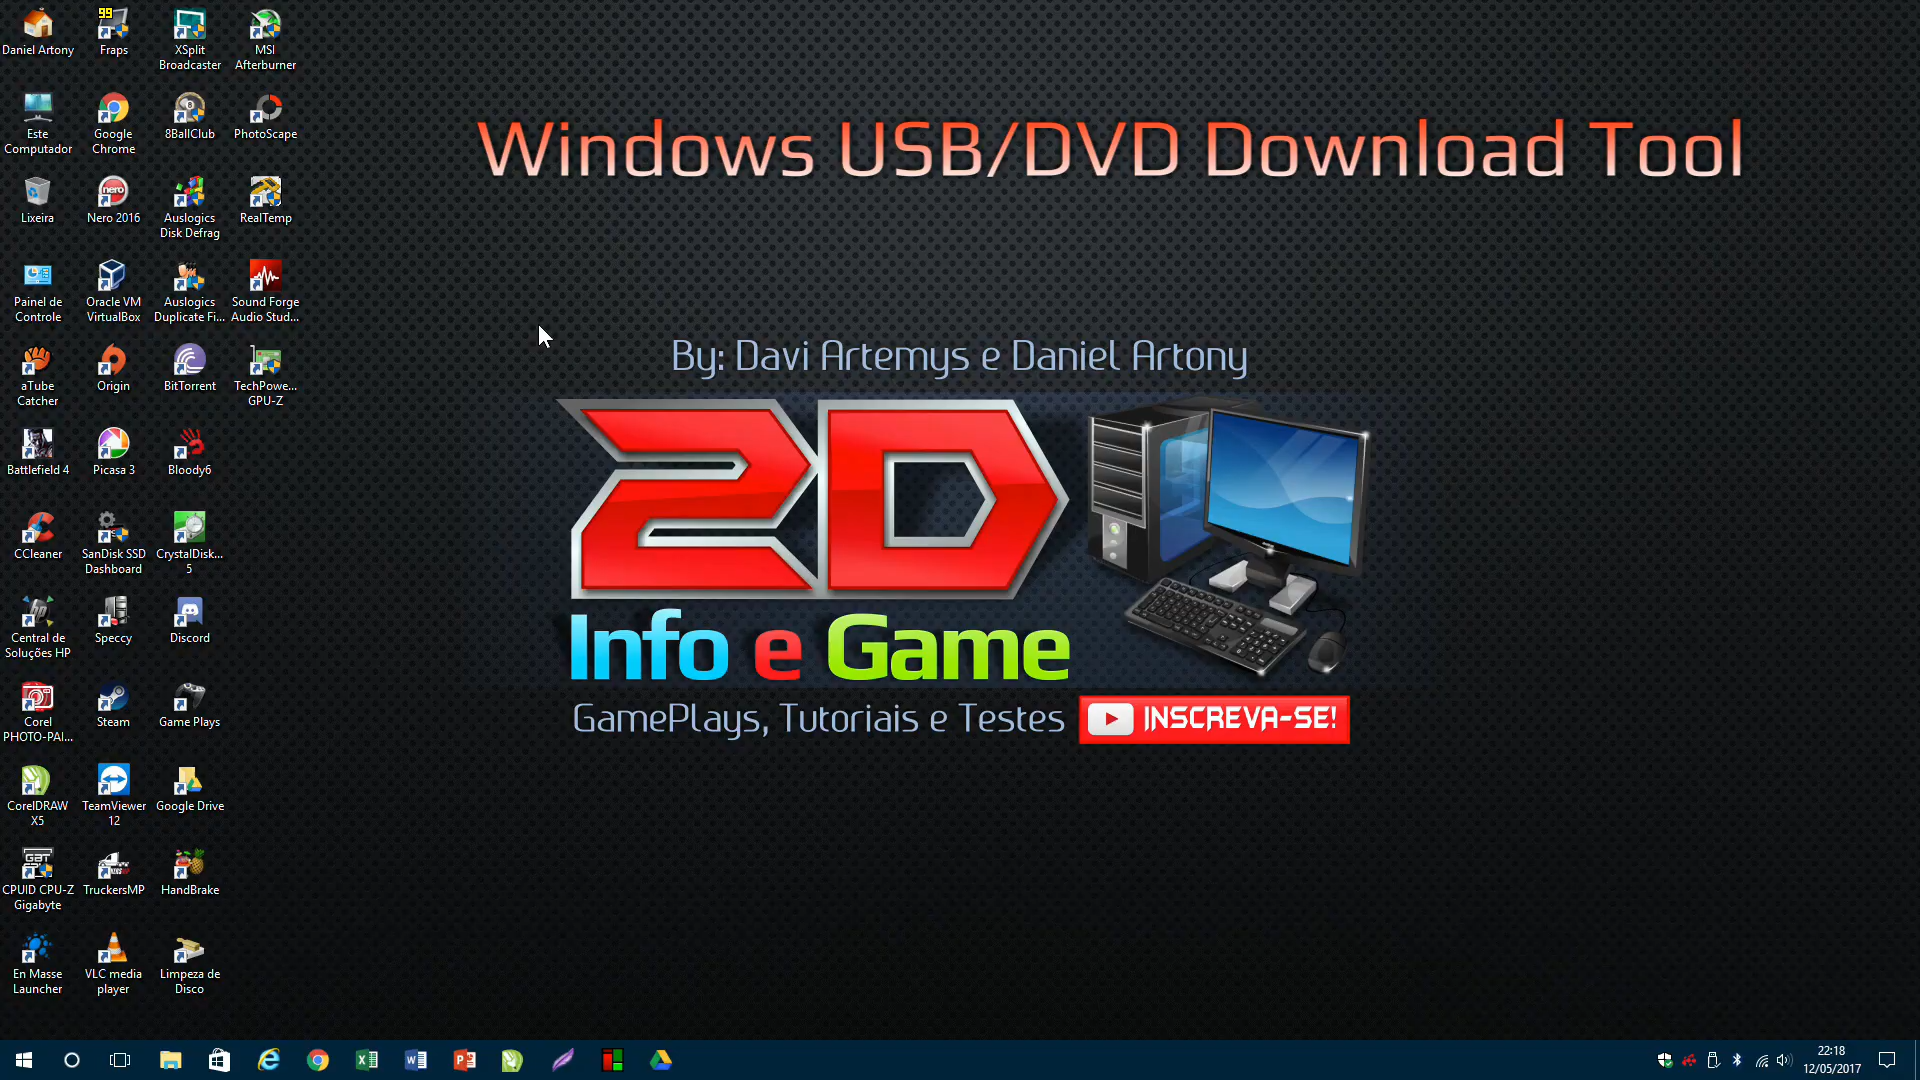 Daniel Artony
Fraps
XSplit
Broadcaster
MSI
Afterburner
Este
Computador
Google
Chrome
8BallClub
PhotoScape
Lixeira
Nero 2016
Auslogics
Disk Defrag
RealTemp
Painel de
Controle
Oracle VM
VirtualBox
Auslogics
Duplicate Fi...
Sound Forge
Audio Stud...
aTube
Catcher
Origin
BitTorrent
TechPowe...
GPU-Z
Battlefield 4
Picasa 3
Bloody6
CCleaner
SanDisk SSD
Dashboard
CrystalDisk...
5
Central de
Soluções HP
Speccy
Discord
Corel
PHOTO-PAI...
Steam
Game Plays
CorelDRAW
X5
TeamViewer
12
Google Drive
CPUID CPU-Z
Gigabyte
TruckersMP
HandBrake
En Masse
Launcher
VLC media
player
Limpeza de
Disco
Windows USB/DVD Download Tool
By: Davi Artemys e Daniel Artony
2D
Info e Game
GamePlays, Tutoriais e Testes
INSCREVA-SE!
22:18
12/05/2017